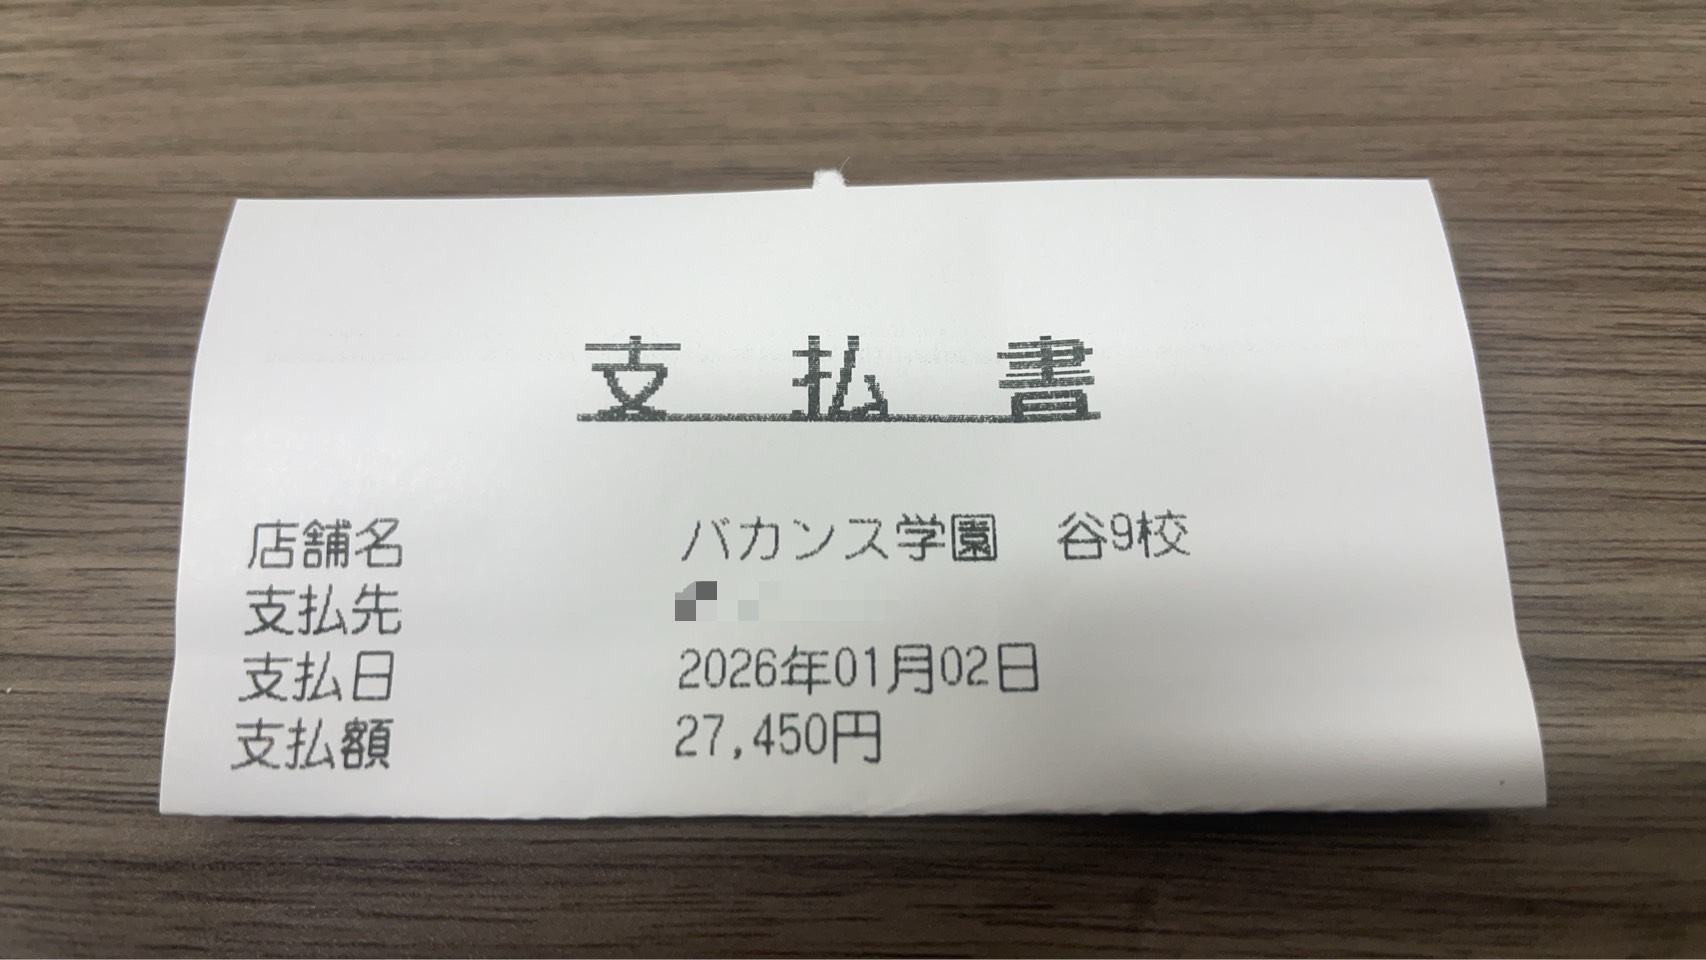 支払書
店舗名 バカンス学園 谷9校
支払先
支払日 2026年01月02日
支払額 27,450円